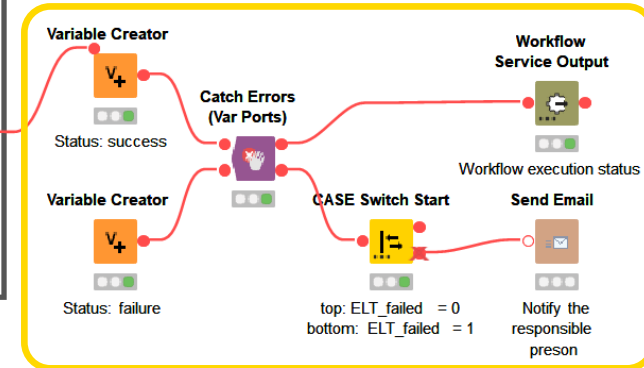 Variable Creator
Status: success
Catch Errors
(Var Ports)
Workflow
Service Output
Workflow execution status
Variable Creator
Status: failure
CASE Switch Start
top: ELT_failed = 0
bottom: ELT_failed = 1
Send Email
Notify the
responsible
preson